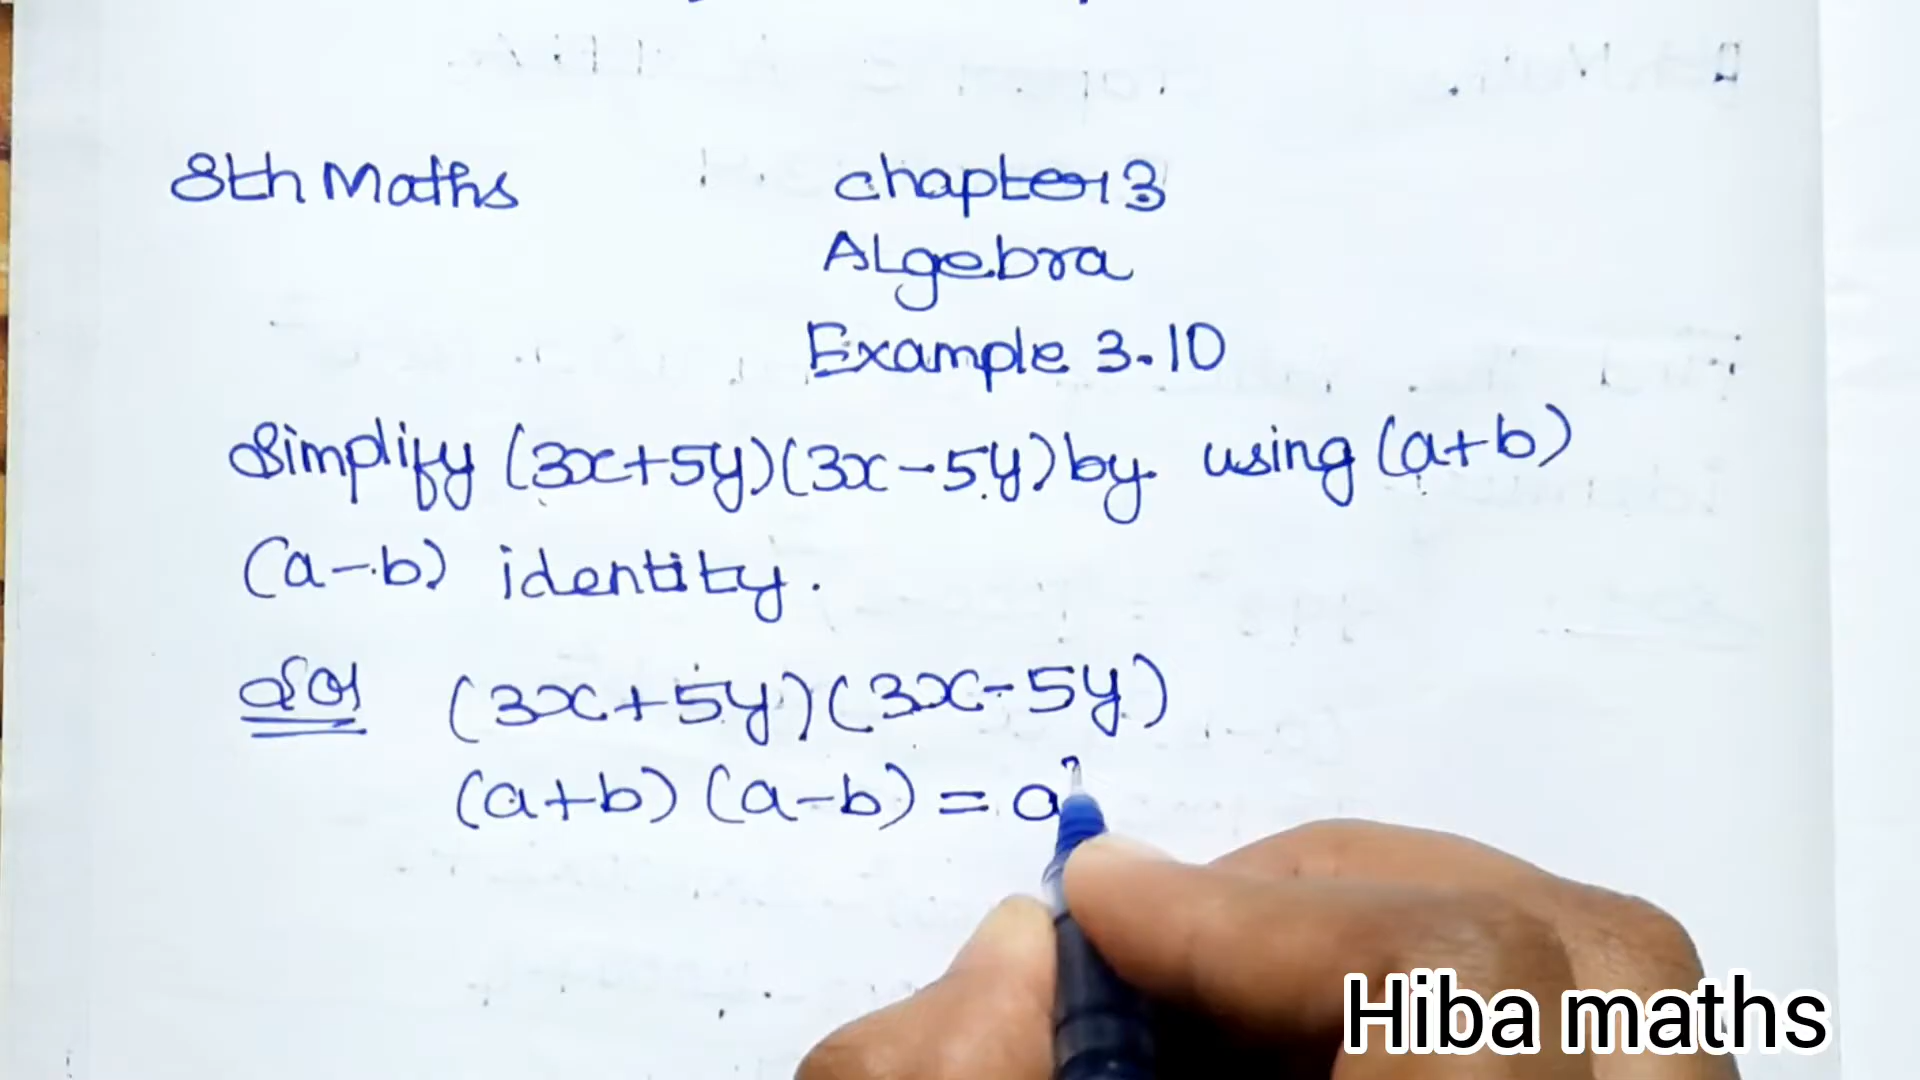 8th Maths chapter 3
Algebra
Example 3.10
Simplify (3x+5y)(3x-5y) by using (a+b)
(a-b) identity.
Sol (3x+5y)(3x-5y)
(a+b) (a-b) = a²
Hiba maths